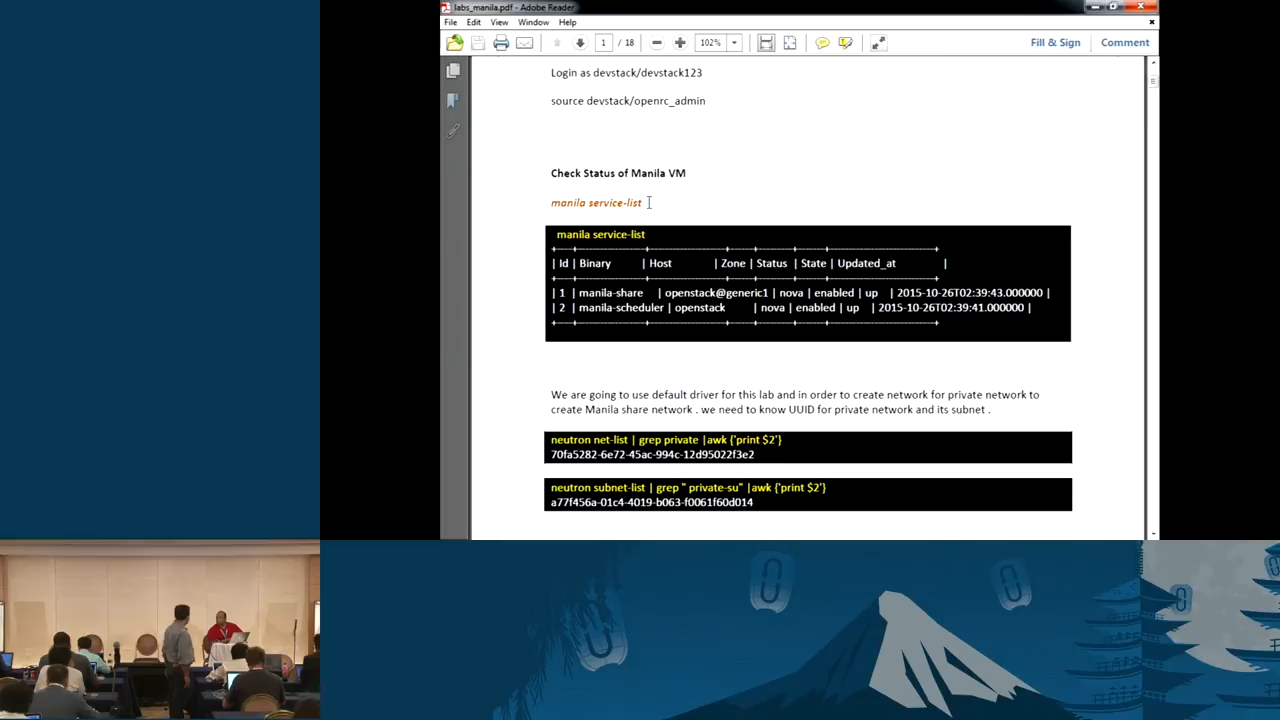 labs_manila.pdf - Adobe Reader
File Edit View Window Help
1 / 18 102% Fill & Sign Comment
Login as devstack/devstack123
source devstack/openrc_admin
Check Status of Manila VM
manila service-list
manila service-list
| Id | Binary | Host | Zone | Status | State | Updated_at |
| 1 | manila-share | openstack@generic1 | nova | enabled | up | 2015-10-26T02:39:43.000000 |
| 2 | manila-scheduler | openstack | nova | enabled | up | 2015-10-26T02:39:41.000000 |
We are going to use default driver for this lab and in order to create network for private network to
create Manila share network . we need to know UUID for private network and its subnet .
neutron net-list | grep private |awk {'print $2'}
70fa5282-6e72-45ac-994c-12d95022f3e2
neutron subnet-list | grep " private-su" |awk {'print $2'}
a77f456a-01c4-4019-b063-f0061f60d014